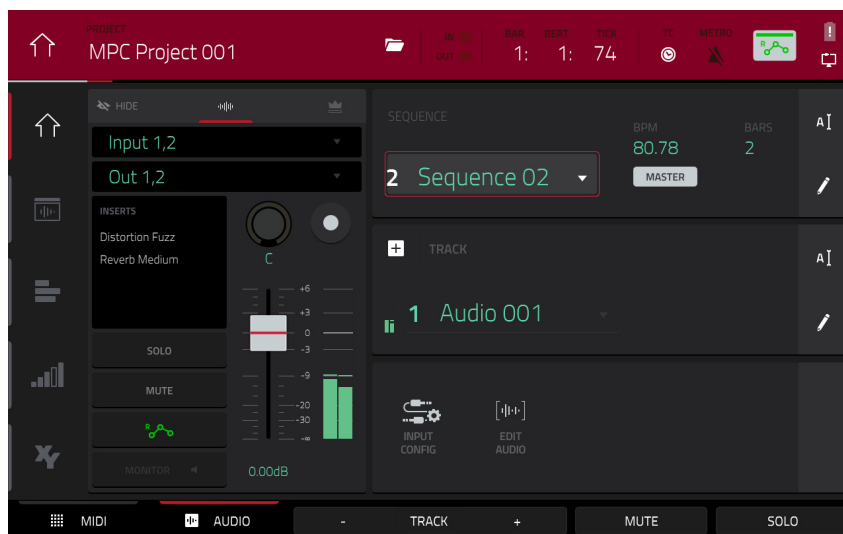 PROJECT
MPC Project 001
IN
OUT
BAR BEAT TICK
1: 1: 74
TC
METRO
R
!
HIDE
Input 1,2
Out 1,2
INSERTS
Distortion Fuzz
Reverb Medium
C
+6
+3
0
-3
-9
-20
-30
-∞
SOLO
MUTE
R
MONITOR
0.00dB
XY
SEQUENCE
2 Sequence 02
BPM
80.78
MASTER
BARS
2
A
TRACK
1 Audio 001
A
INPUT
CONFIG
EDIT
AUDIO
MIDI
AUDIO
- TRACK +
MUTE
SOLO